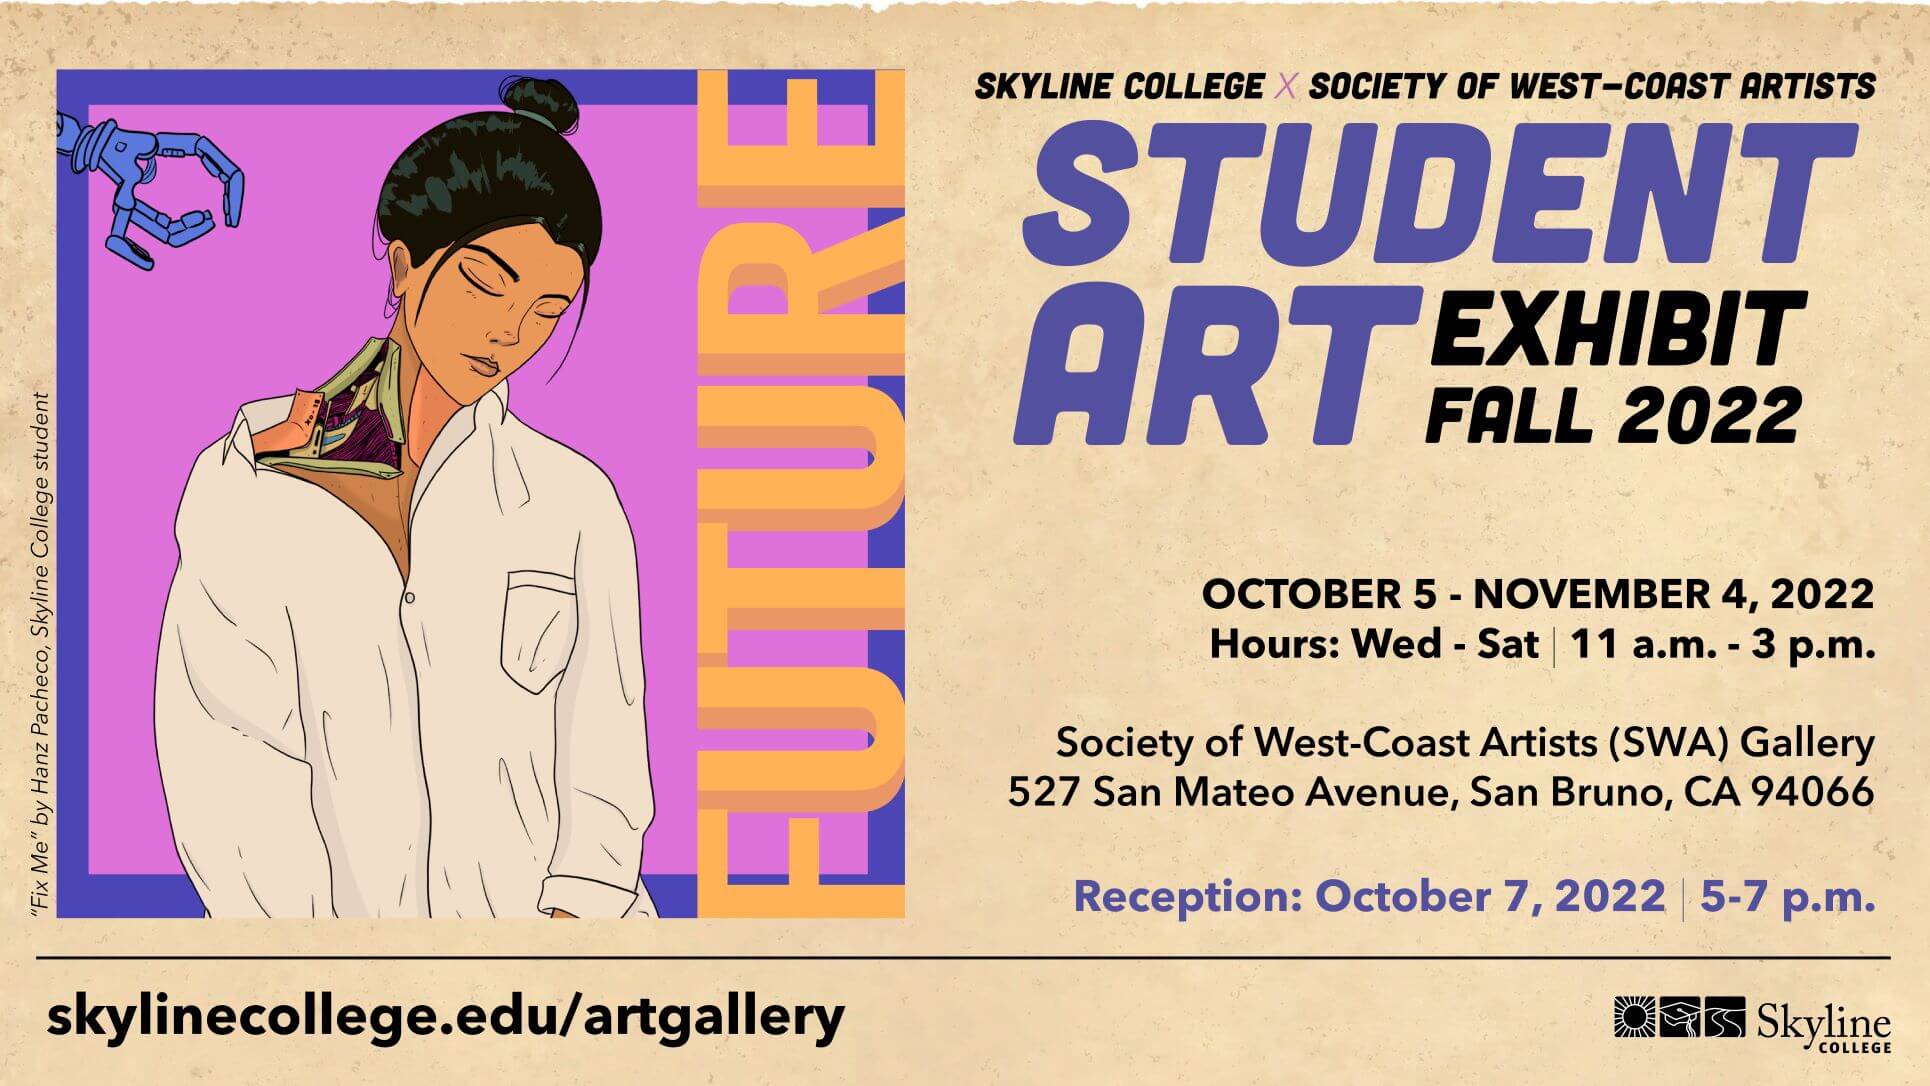 SKYLINE COLLEGE X SOCIETY OF WEST-COAST ARTISTS
STUDENT
ART
EXHIBIT
FALL 2022
FUTURE
"Fix Me" by Hanz Pacheco, Skyline College student
OCTOBER 5 - NOVEMBER 4, 2022
Hours: Wed - Sat | 11 a.m. - 3 p.m.
Society of West-Coast Artists (SWA) Gallery
527 San Mateo Avenue, San Bruno, CA 94066
Reception: October 7, 2022 | 5-7 p.m.
skylinecollege.edu/artgallery
Skyline
COLLEGE